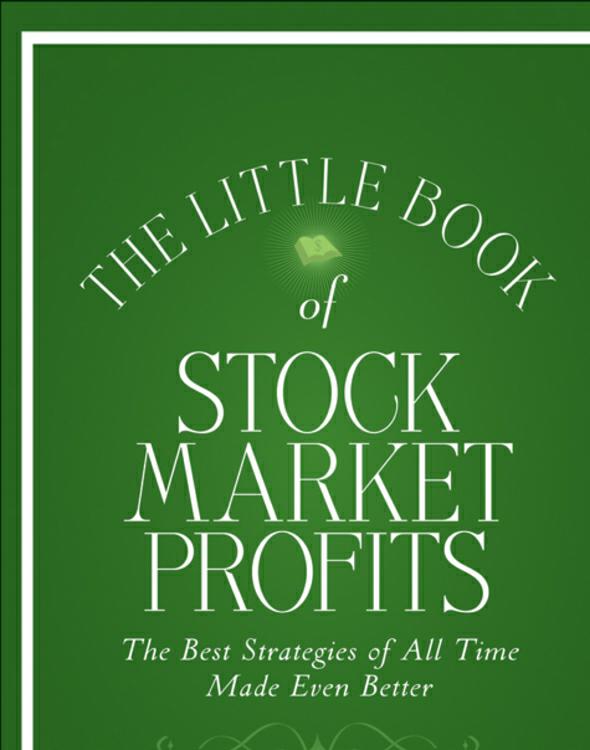 THE LITTLE BOOK
of
STOCK
MARKET
PROFITS
The Best Strategies of All Time
Made Even Better